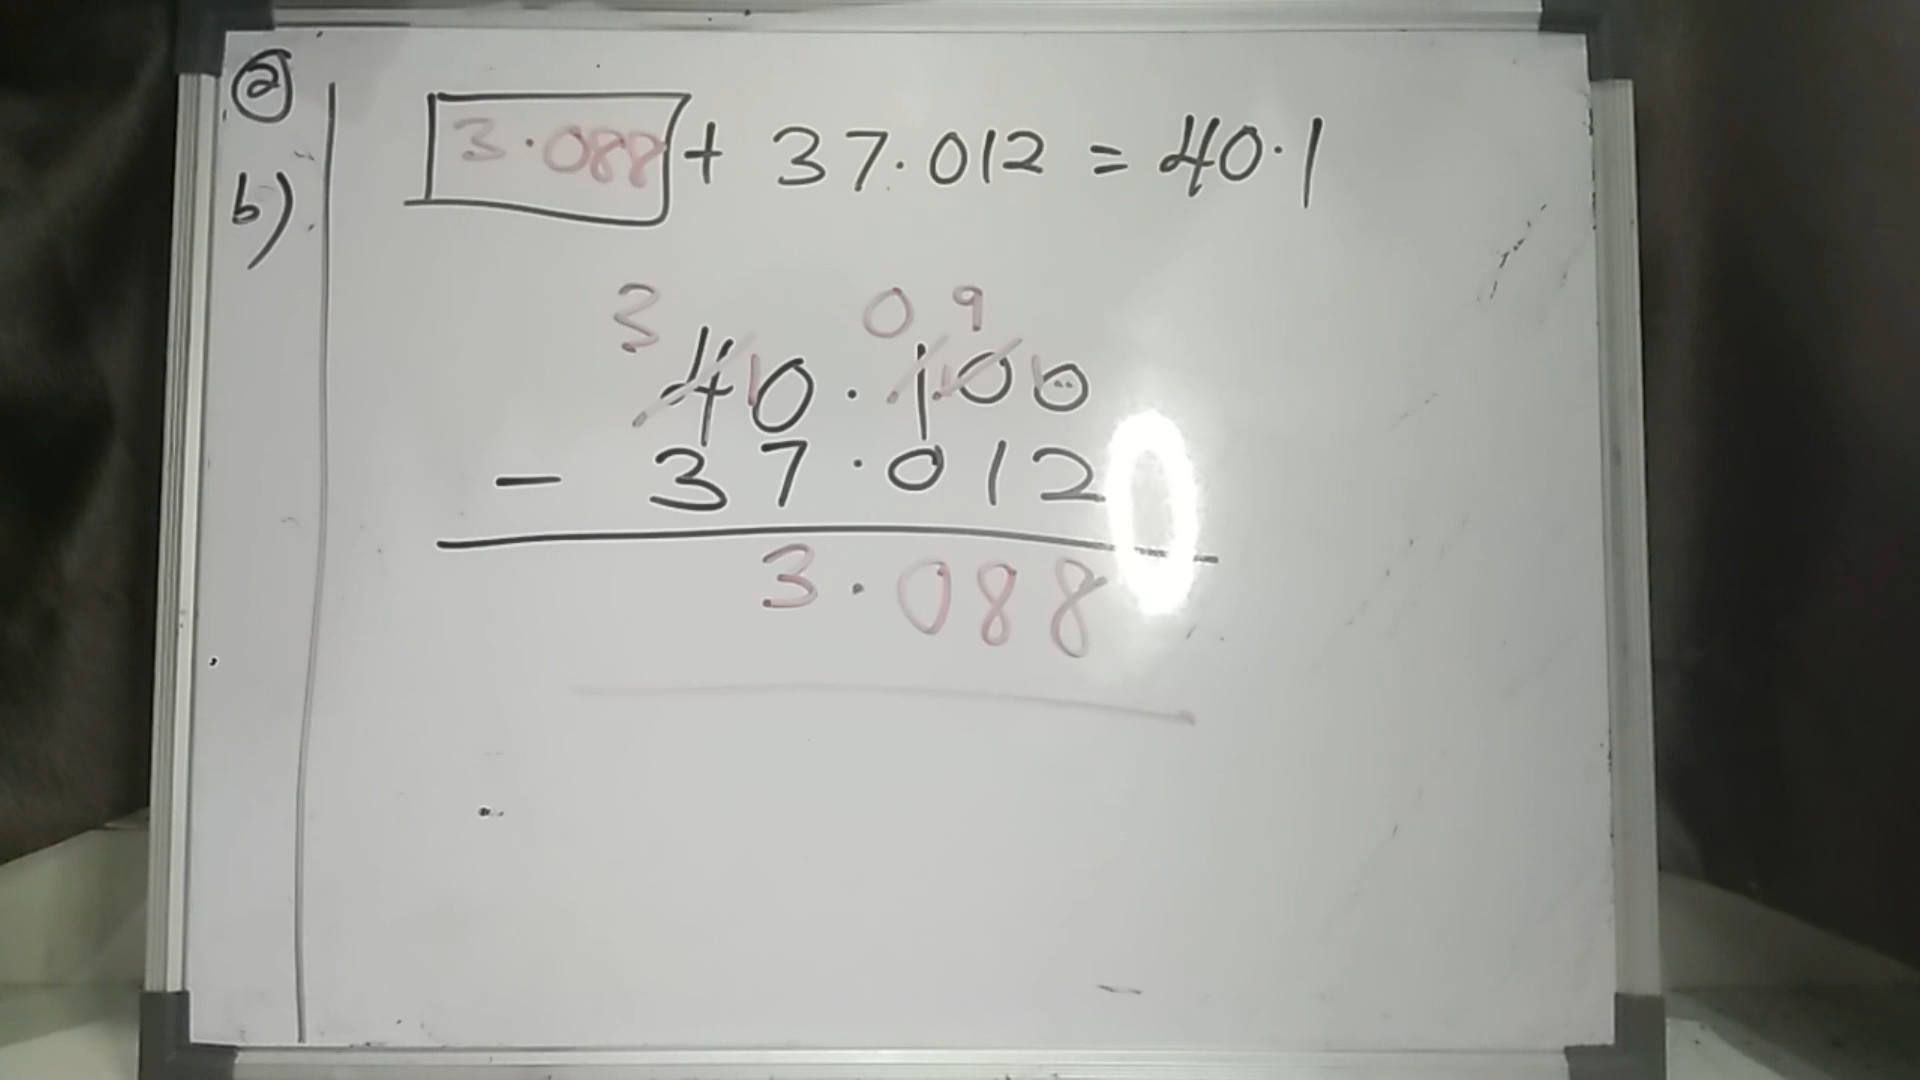 a
b)
3.088 + 37.012 = 40.1
3 0 9
40.100
- 37.012
3.088